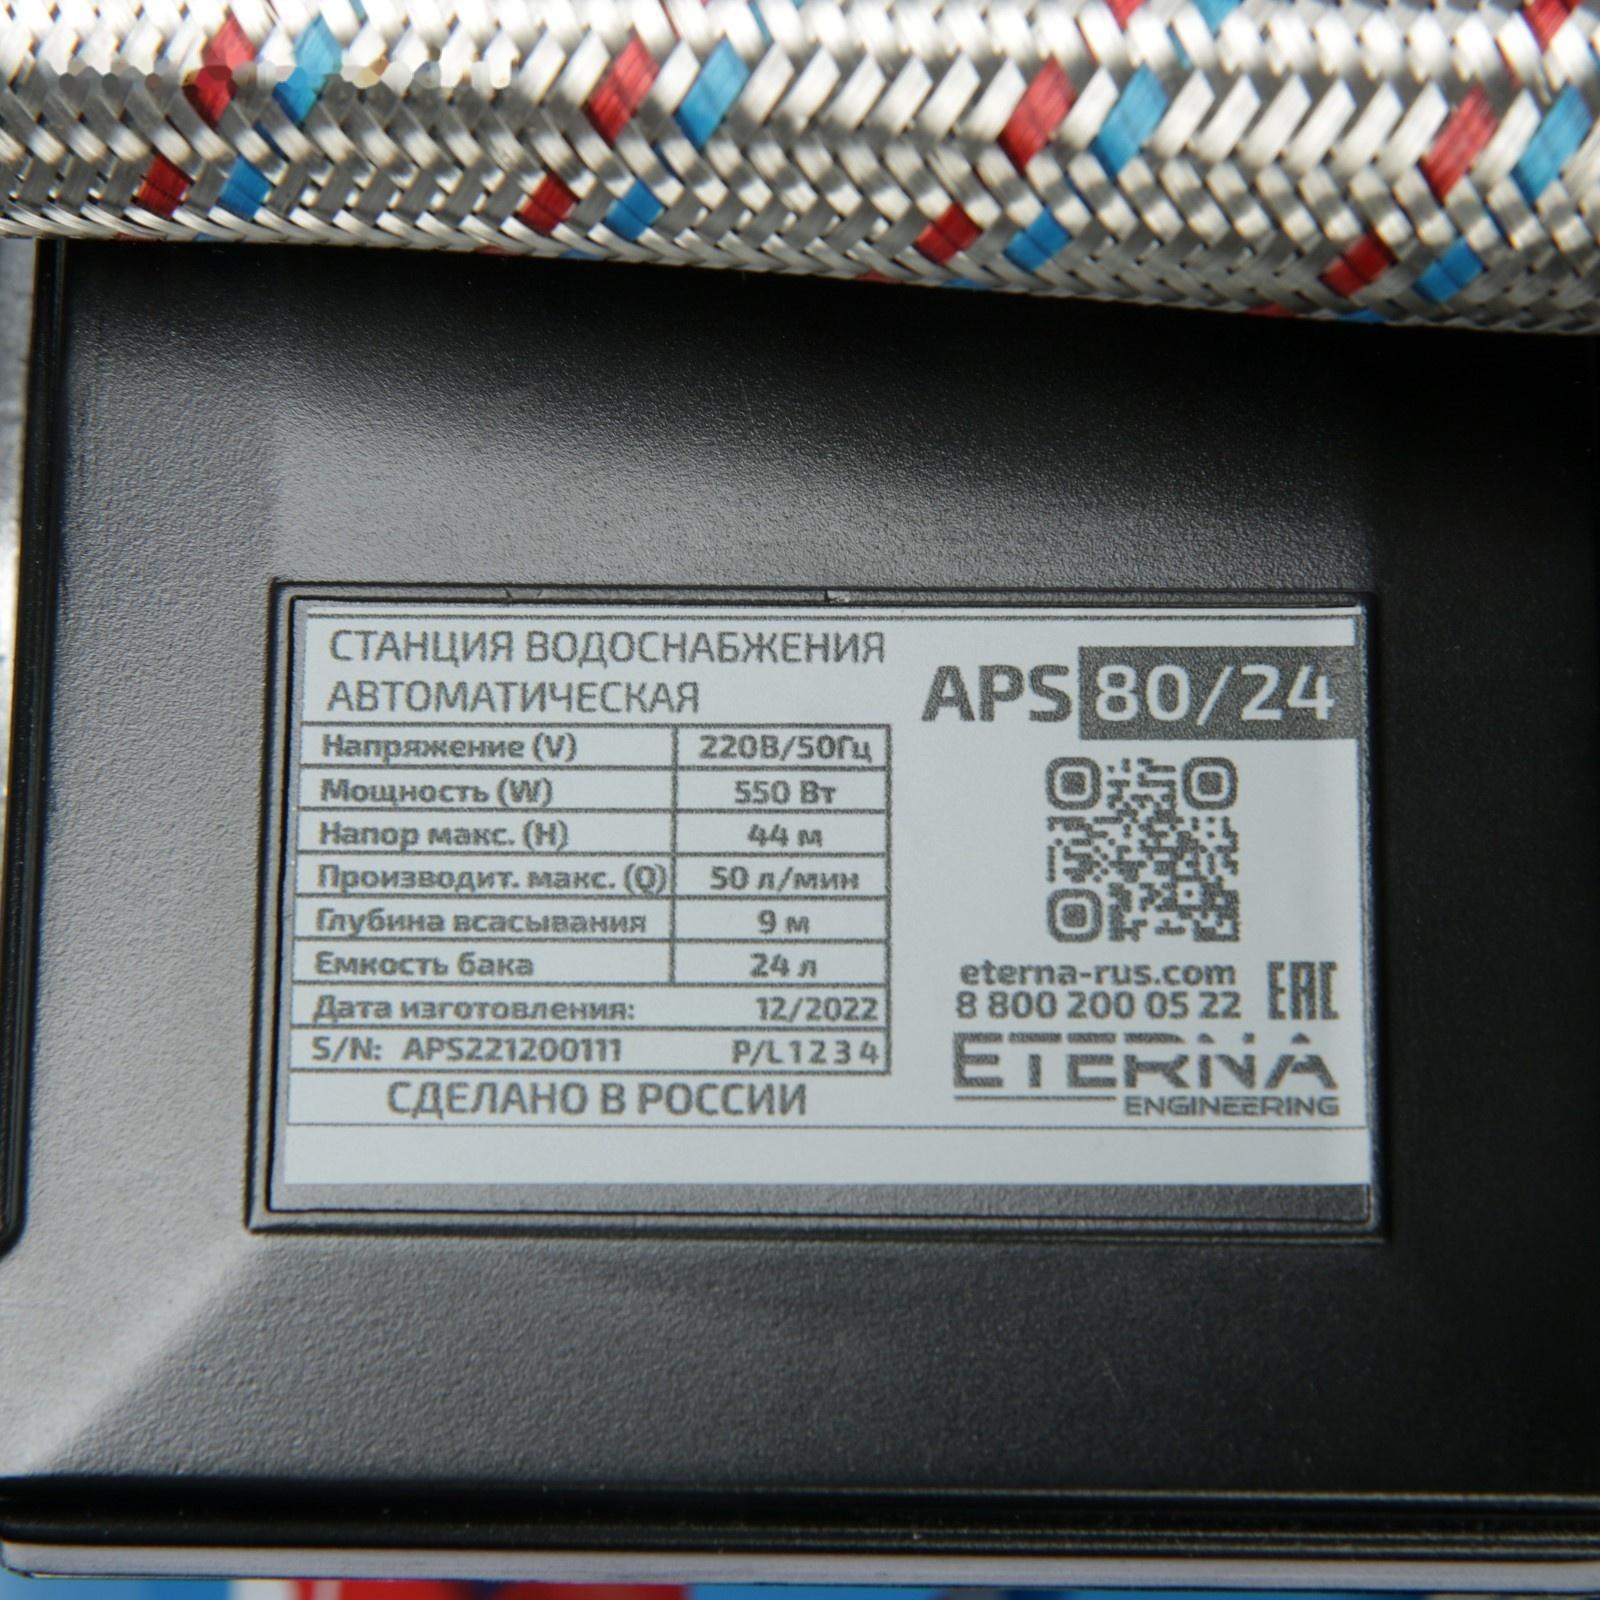 СТАНЦИЯ ВОДОСНАБЖЕНИЯ
АВТОМАТИЧЕСКАЯ
APS 80/24
Напряжение (V) 220В/50Гц
Мощность (W) 550 Вт
Напор макс. (H) 44 м
Производит. макс. (Q) 50 л/мин
Глубина всасывания 9 м
Емкость бака 24 л
Дата изготовления: 12/2022
S/N: APS221200111 P/L 1 2 3 4
СДЕЛАНО В РОССИИ
eterna-rus.com
8 800 200 05 22
EAC
ETERNA
ENGINEERING